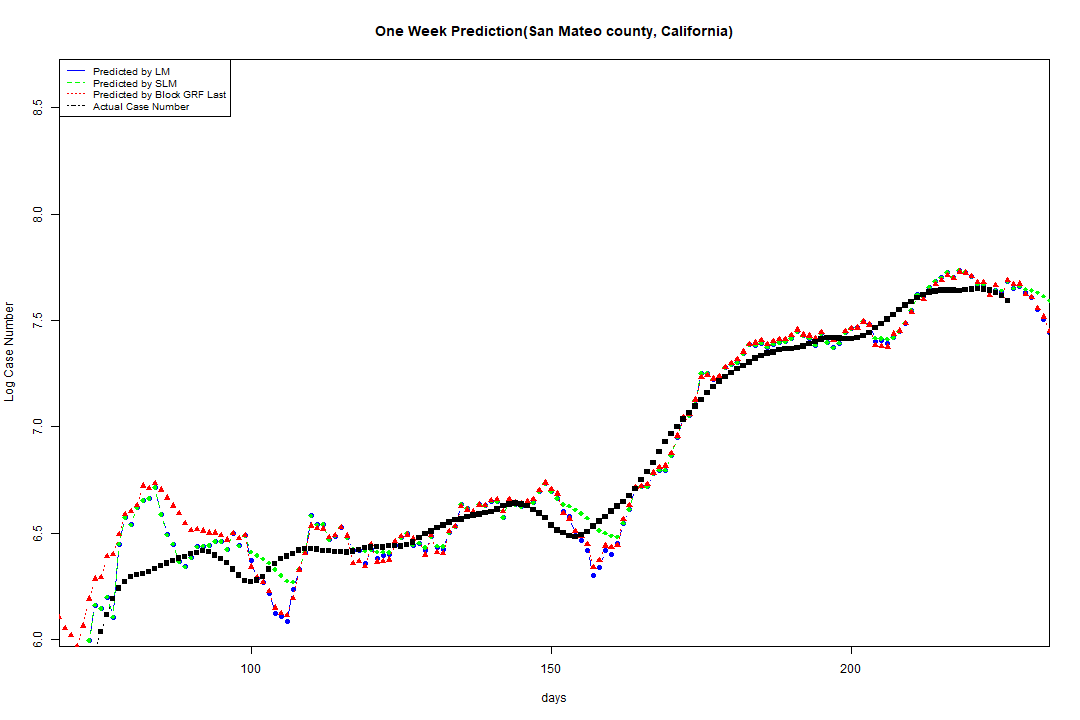 One Week Prediction(San Mateo county, California)
Predicted by LM
Predicted by SLM
Predicted by Block GRF Last
Actual Case Number
8.5
8.0
7.5
7.0
6.5
6.0
Log Case Number
100
150
200
days